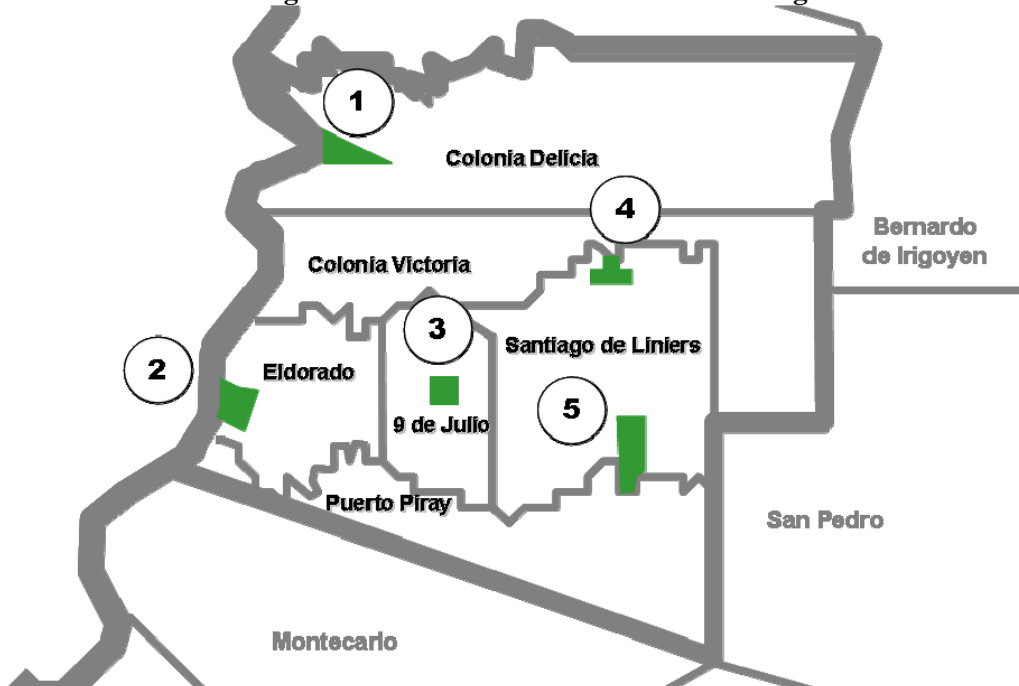 1
Colonia Delicia
4
Bernardo
de Irigoyen
Colonia Victoria
3
Santiago de Liniers
2
Eldorado
5
9 de Julio
Puerto Piray
San Pedro
Montecarlo